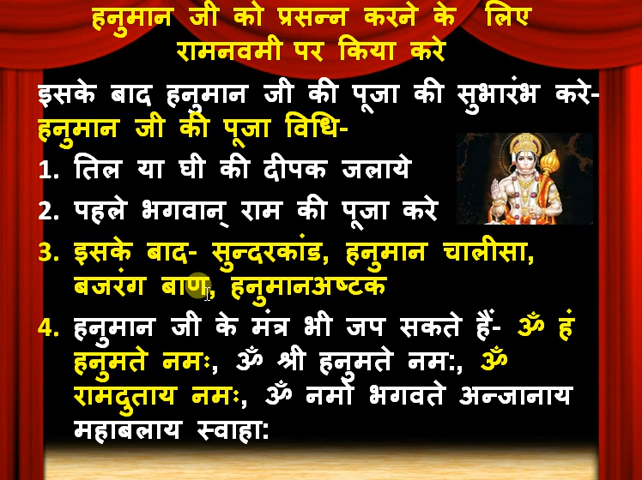 हनुमान जी को प्रसन्न करने के लिए
रामनवमी पर किया करे
इसके बाद हनुमान जी की पूजा की सुभारंभ करे-
हनुमान जी की पूजा विधि-
1. तिल या घी की दीपक जलाये
2. पहले भगवान् राम की पूजा करे
3. इसके बाद- सुन्दरकांड, हनुमान चालीसा,
बजरंग बाण, हनुमानअष्टक
4. हनुमान जी के मंत्र भी जप सकते हैं- ॐ हं
हनुमते नमः, ॐ श्री हनुमते नम:, ॐ
रामदुताय नमः, ॐ नमो भगवते अन्जानाय
महाबलाय स्वाहा: